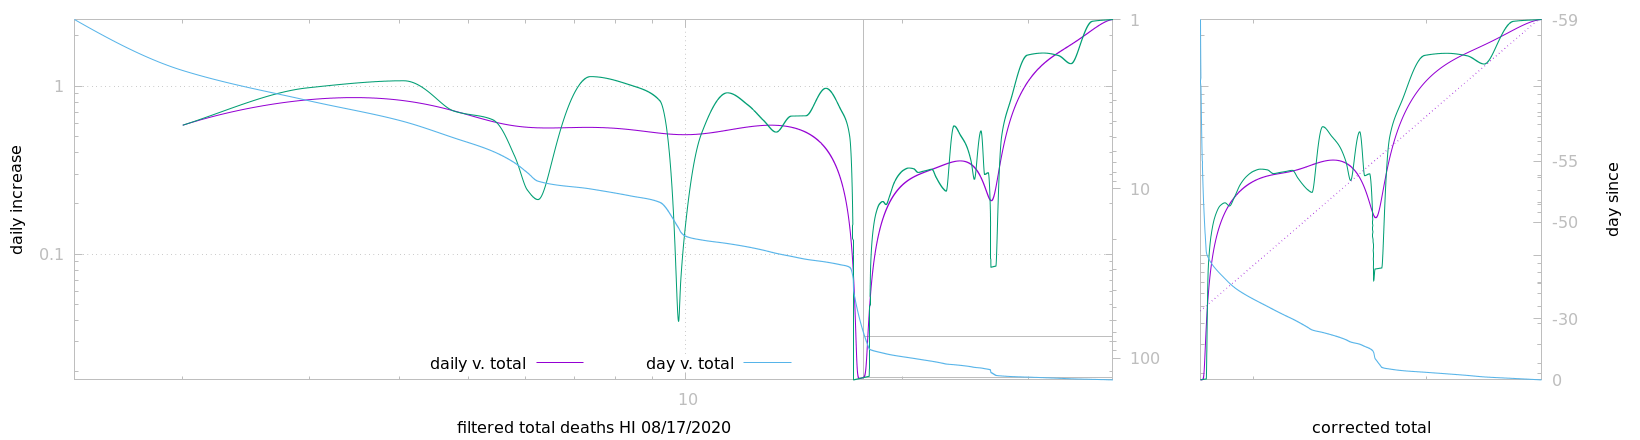 1
-59
1
daily increase
-55
day since
10
-50
0.1
-30
daily v. total
day v. total
100
0
10
filtered total deaths HI 08/17/2020
corrected total